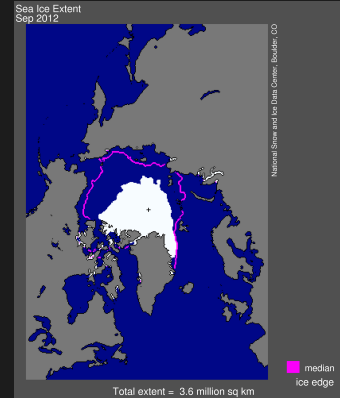 Sea Ice Extent
Sep 2012
National Snow and Ice Data Center, Boulder, CO
median
ice edge
Total extent = 3.6 million sq km